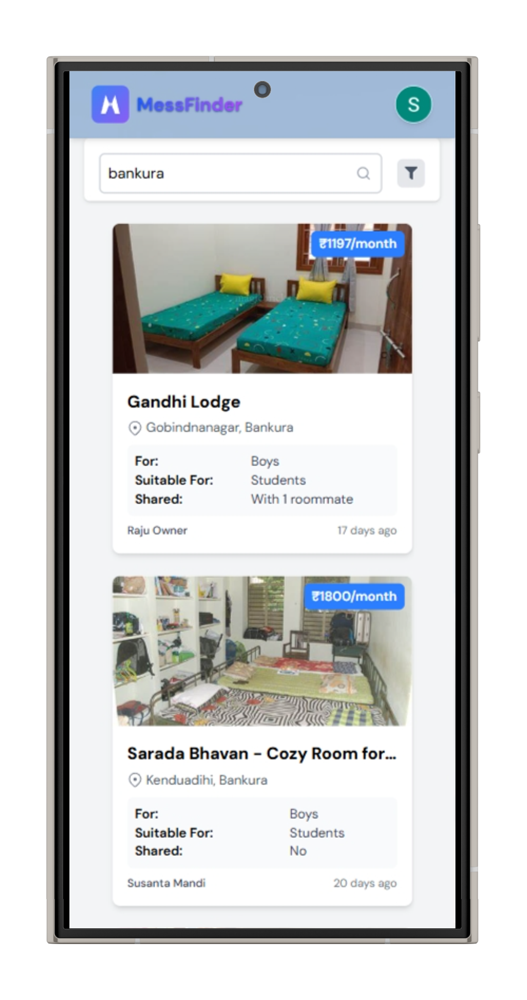 MessFinder
S
bankura
₹1197/month
Gandhi Lodge
Gobindnanagar, Bankura
For: Boys
Suitable For: Students
Shared: With 1 roommate
Raju Owner 17 days ago
₹1800/month
Sarada Bhavan - Cozy Room for...
Kenduadihi, Bankura
For: Boys
Suitable For: Students
Shared: No
Susanta Mandi 20 days ago